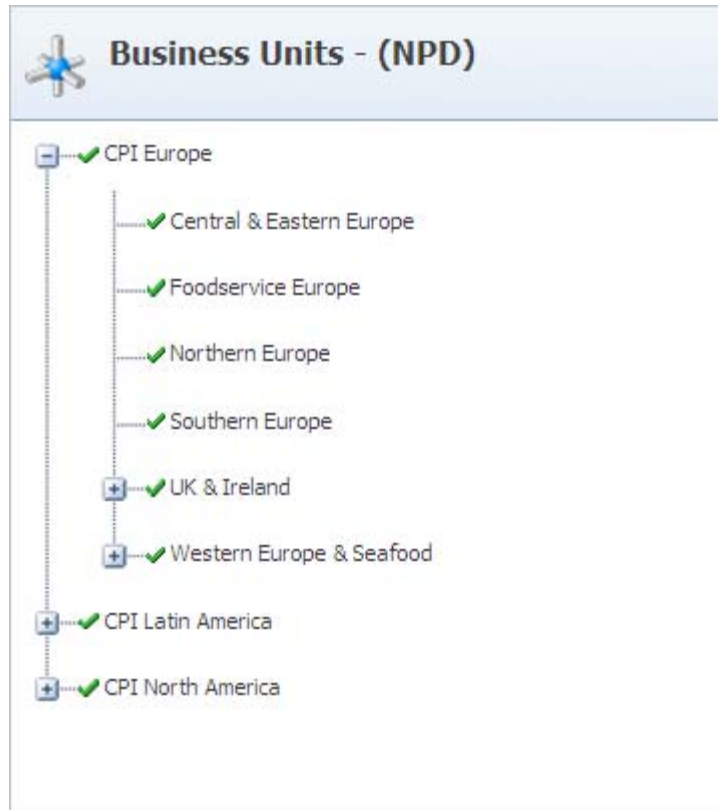 Business Units - (NPD)
CPI Europe
Central & Eastern Europe
Foodservice Europe
Northern Europe
Southern Europe
UK & Ireland
Western Europe & Seafood
CPI Latin America
CPI North America